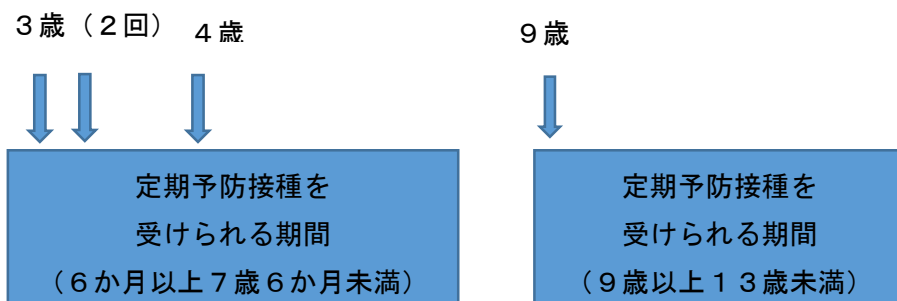 ３歳（２回）
４歳
９歳
定期予防接種を
受けられる期間
（６か月以上７歳６か月未満）
定期予防接種を
受けられる期間
（９歳以上１３歳未満）